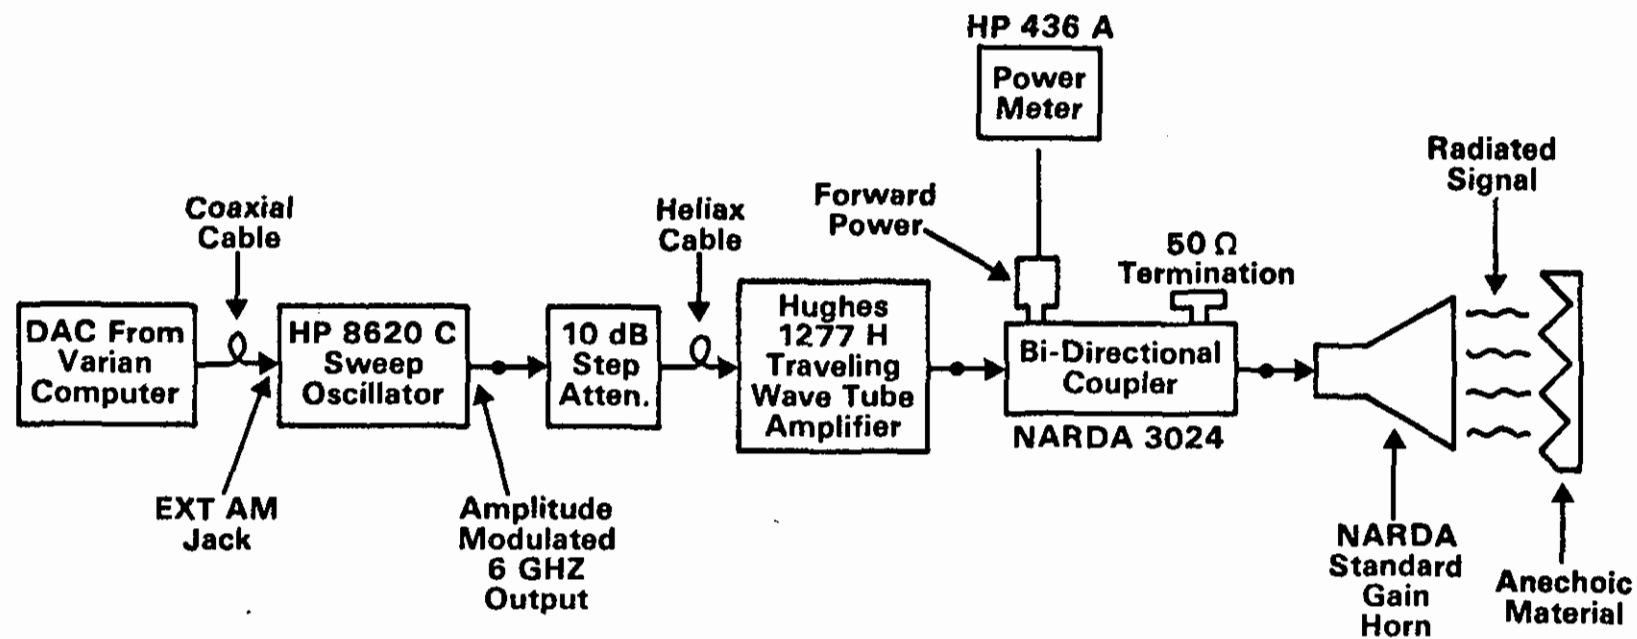 HP 436 A
Power
Meter
Radiated
Signal
Coaxial
Cable
Heliax
Cable
Forward
Power
50 Ω
Termination
DAC From
Varian
Computer
HP 8620 C
Sweep
Oscillator
10 dB
Step
Atten.
Hughes
1277 H
Traveling
Wave Tube
Amplifier
Bi-Directional
Coupler
NARDA 3024
EXT AM
Jack
Amplitude
Modulated
6 GHZ
Output
NARDA
Standard
Gain
Horn
Anechoic
Material